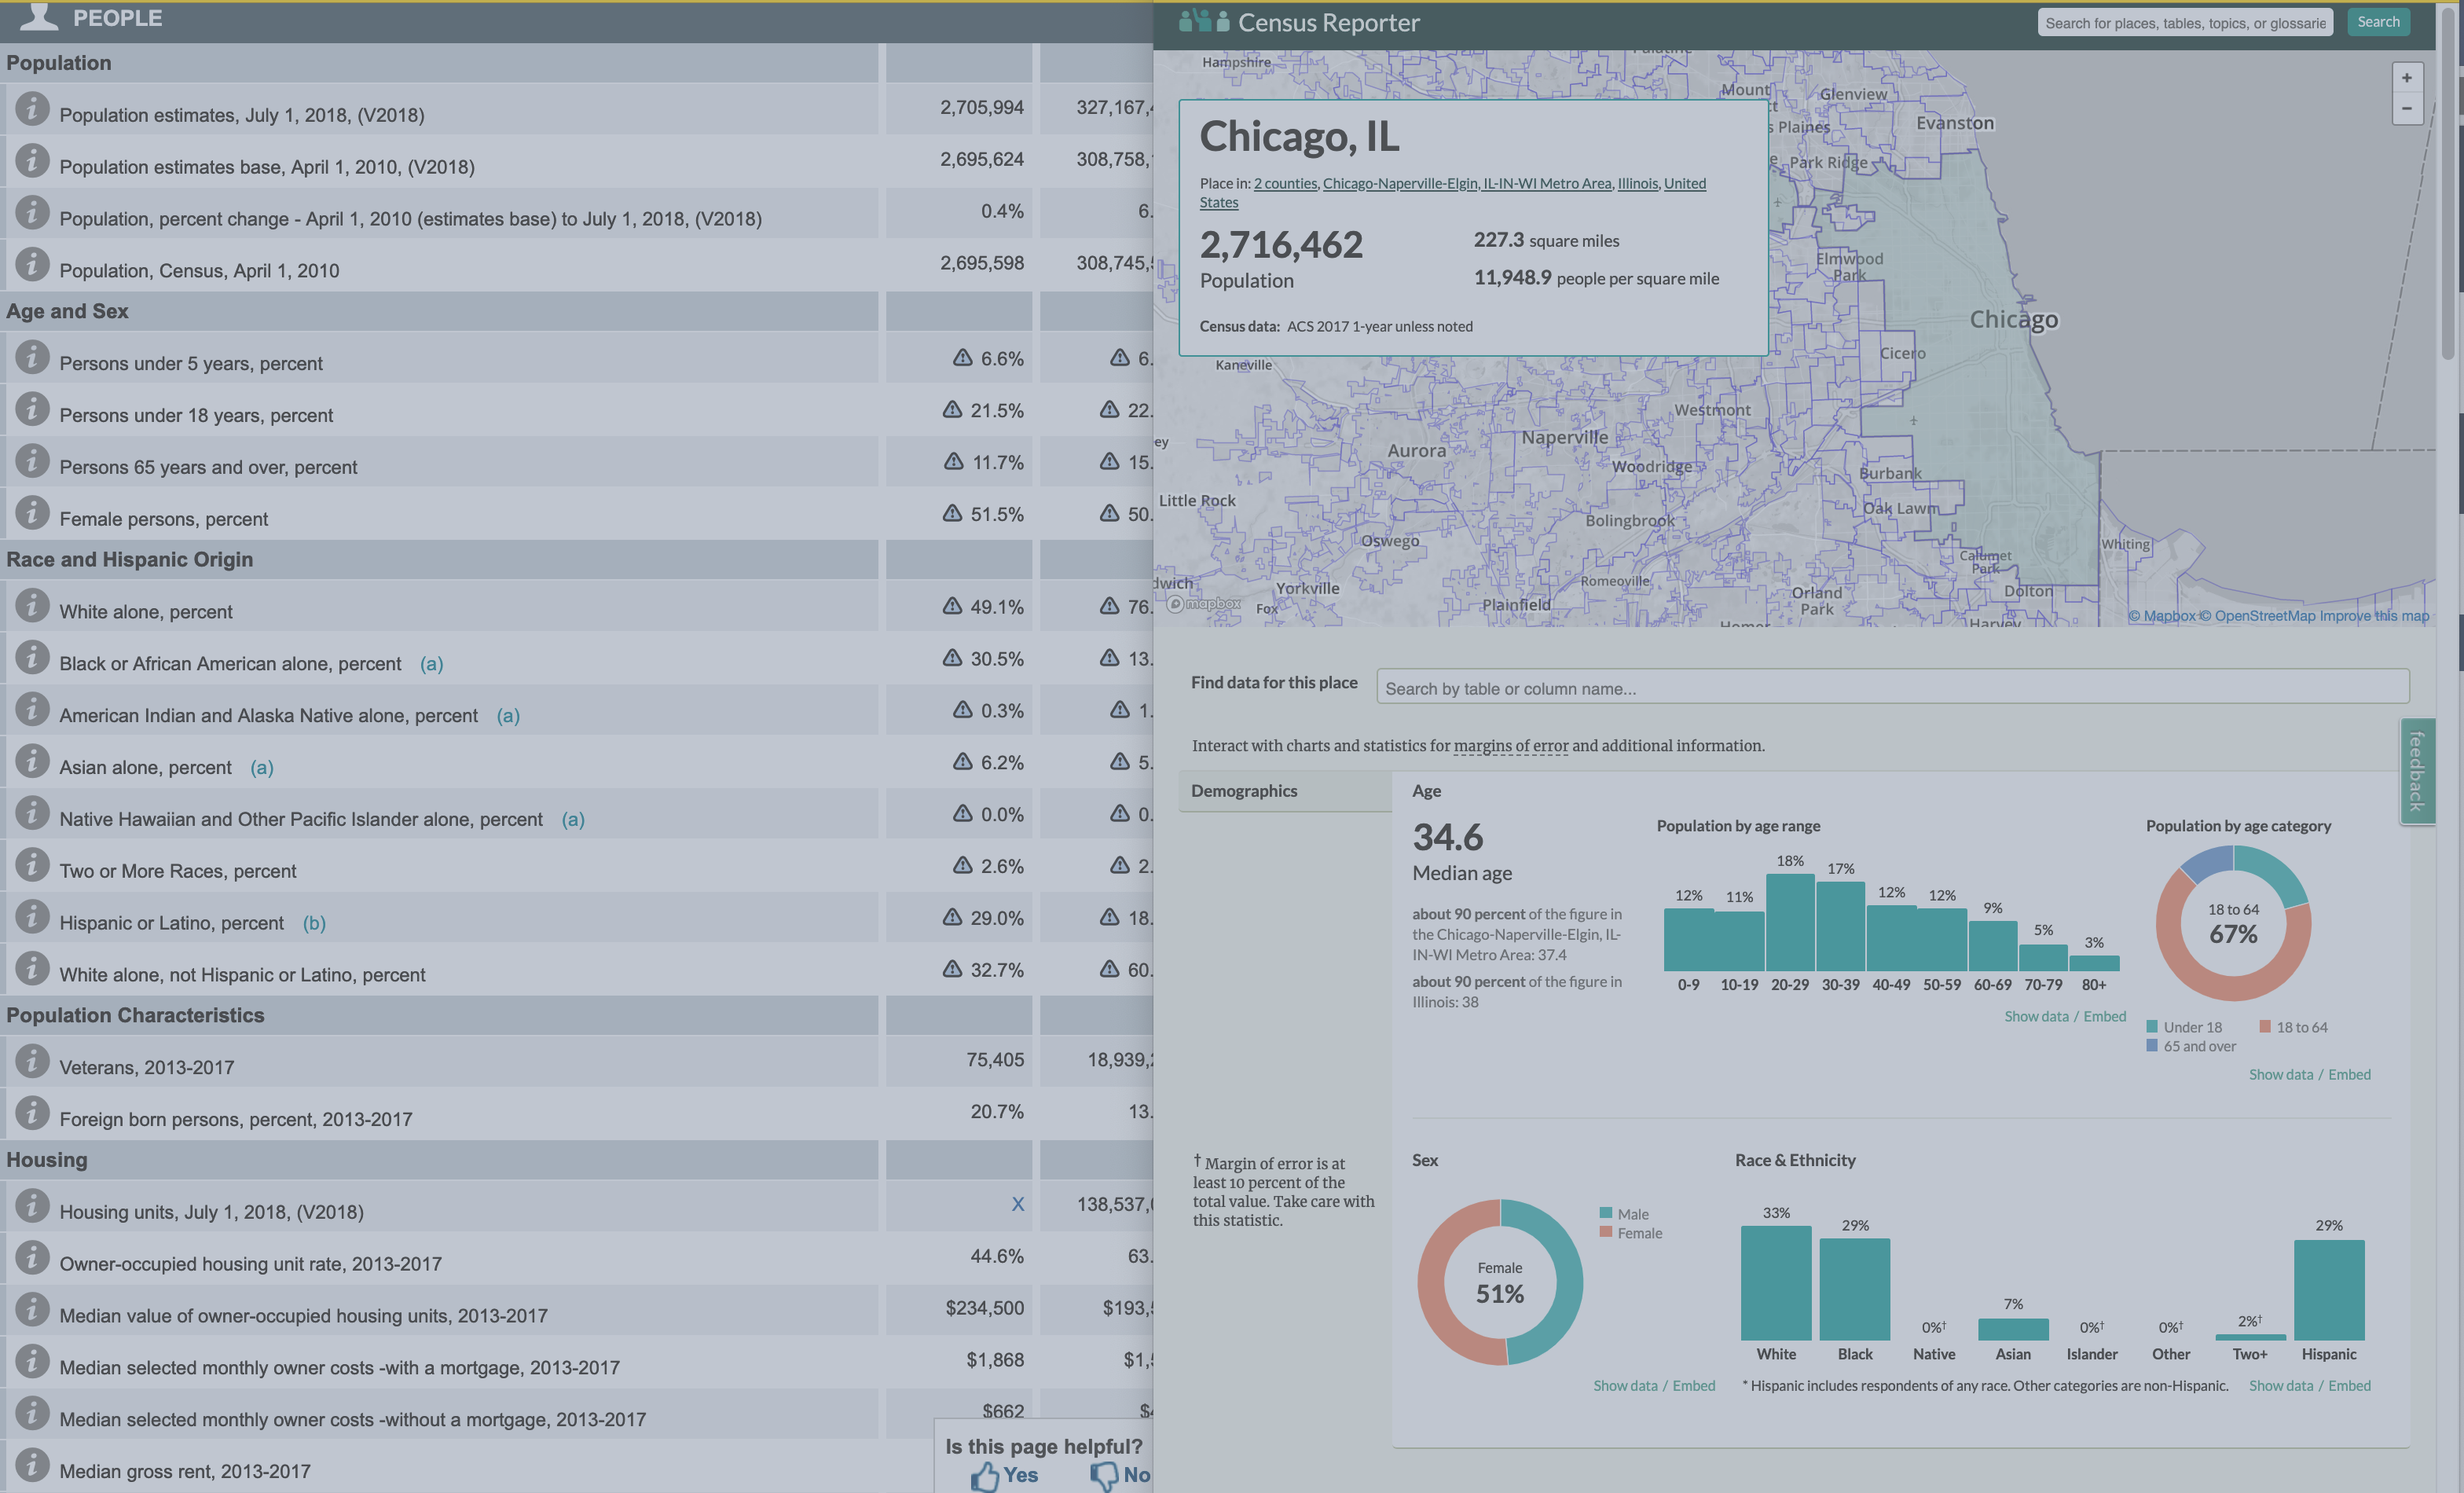 PEOPLE
Population
Population estimates, July 1, 2018, (V2018) 2,705,994 327,167,
Population estimates base, April 1, 2010, (V2018) 2,695,624 308,758,
Population, percent change - April 1, 2010 (estimates base) to July 1, 2018, (V2018) 0.4% 6.
Population, Census, April 1, 2010 2,695,598 308,745,
Age and Sex
Persons under 5 years, percent 6.6% 6.
Persons under 18 years, percent 21.5% 22.
Persons 65 years and over, percent 11.7% 15.
Female persons, percent 51.5% 50.
Race and Hispanic Origin
White alone, percent 49.1% 76.
Black or African American alone, percent (a) 30.5% 13.
American Indian and Alaska Native alone, percent (a) 0.3% 1.
Asian alone, percent (a) 6.2% 5.
Native Hawaiian and Other Pacific Islander alone, percent (a) 0.0% 0.
Two or More Races, percent 2.6% 2.
Hispanic or Latino, percent (b) 29.0% 18.
White alone, not Hispanic or Latino, percent 32.7% 60.
Population Characteristics
Veterans, 2013-2017 75,405 18,939,
Foreign born persons, percent, 2013-2017 20.7% 13.
Housing
Housing units, July 1, 2018, (V2018) X 138,537,
Owner-occupied housing unit rate, 2013-2017 44.6% 63.
Median value of owner-occupied housing units, 2013-2017 $234,500 $193,
Median selected monthly owner costs -with a mortgage, 2013-2017 $1,868 $1,
Median selected monthly owner costs -without a mortgage, 2013-2017 $662 $
Median gross rent, 2013-2017
Is this page helpful?
Yes No
Census Reporter
Search for places, tables, topics, or glossarie
Search
Hampshire
Mount
Glenview
s Plaines
Evanston
Park Ridge
+
−
Chicago, IL
Place in: 2 counties, Chicago-Naperville-Elgin, IL-IN-WI Metro Area, Illinois, United
States
2,716,462
Population
227.3 square miles
11,948.9 people per square mile
Census data: ACS 2017 1-year unless noted
Elmwood
Park
Chicago
Cicero
Kaneville
Westmont
Naperville
Aurora
ey
Woodridge
Burbank
Little Rock
Oak Lawn
Bolingbrook
Oswego
Calumet
Park
Whiting
dwich
Yorkville
Romeoville
Orland
Park
Dolton
mapbox
Fox
Plainfield
Homer
Harvey
© Mapbox © OpenStreetMap Improve this map
Find data for this place
Search by table or column name...
feedback
Interact with charts and statistics for margins of error and additional information.
Demographics
Age
34.6
Median age
about 90 percent of the figure in
the Chicago-Naperville-Elgin, IL-
IN-WI Metro Area: 37.4
about 90 percent of the figure in
Illinois: 38
Population by age range
12% 11% 18% 17% 12% 12% 9% 5% 3%
0-9 10-19 20-29 30-39 40-49 50-59 60-69 70-79 80+
Show data / Embed
Population by age category
18 to 64
67%
Under 18 18 to 64
65 and over
Show data / Embed
† Margin of error is at
least 10 percent of the
total value. Take care with
this statistic.
Sex
Female
51%
Male
Female
Show data / Embed
Race & Ethnicity
33% 29% 0%† 7% 0%† 0%† 2%† 29%
White Black Native Asian Islander Other Two+ Hispanic
* Hispanic includes respondents of any race. Other categories are non-Hispanic.
Show data / Embed